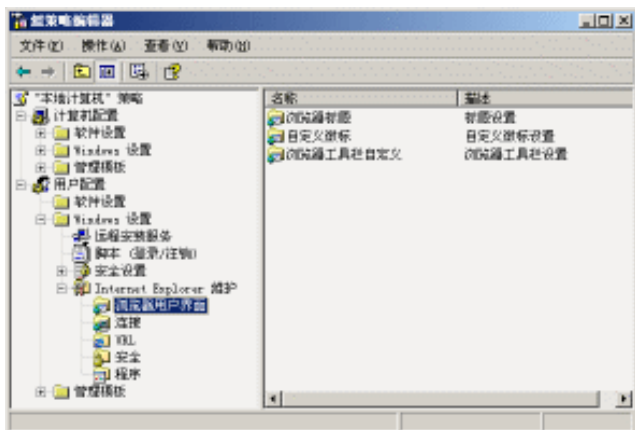 组策略编辑器
文件(F) 操作(A) 查看(V) 帮助(H)
"本地计算机" 策略
计算机配置
软件设置
Windows 设置
管理模板
用户配置
软件设置
Windows 设置
远程安装服务
脚本 (登录/注销)
安全设置
Internet Explorer 维护
浏览器用户界面
连接
URL
安全
程序
管理模板
名称 描述
浏览器标题 标题设置
自定义徽标 自定义徽标设置
浏览器工具栏自定义 浏览器工具栏设置